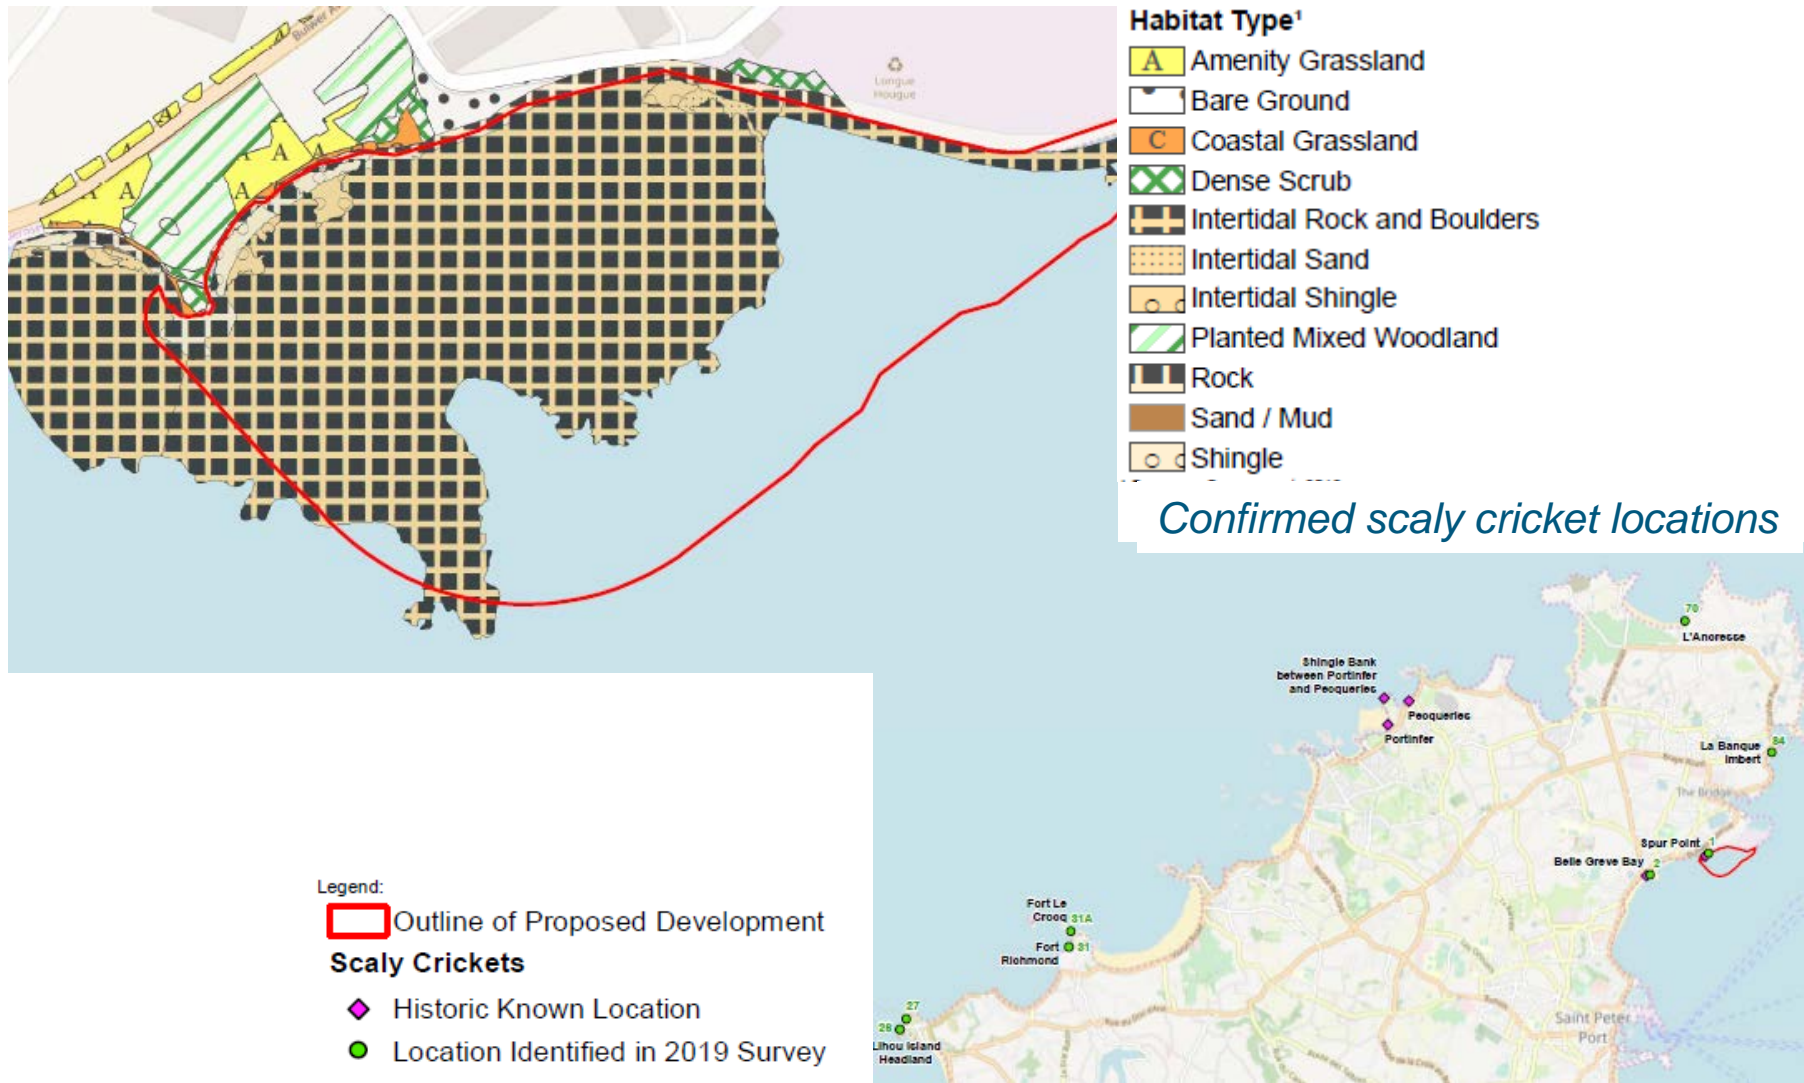 Bulwer A
Longue
Hougue
A
A
A
A
A
A
A
A
Habitat Type¹
A Amenity Grassland
Bare Ground
C Coastal Grassland
Dense Scrub
Intertidal Rock and Boulders
Intertidal Sand
Intertidal Shingle
Planted Mixed Woodland
Rock
Sand / Mud
Shingle
Confirmed scaly cricket locations
70
L'Ancresse
Shingle Bank
between Portinfer
and Pecqueries
Pecqueries
Portinfer
La Banque
Imbert
84
The Bridge
Spur Point
1
Belle Greve Bay
2
Fort Le
Crocq 31A
Fort
Richmond
31
27
28
Lihou Island
Headland
Saint Peter
Port
Legend:
Outline of Proposed Development
Scaly Crickets
Historic Known Location
Location Identified in 2019 Survey